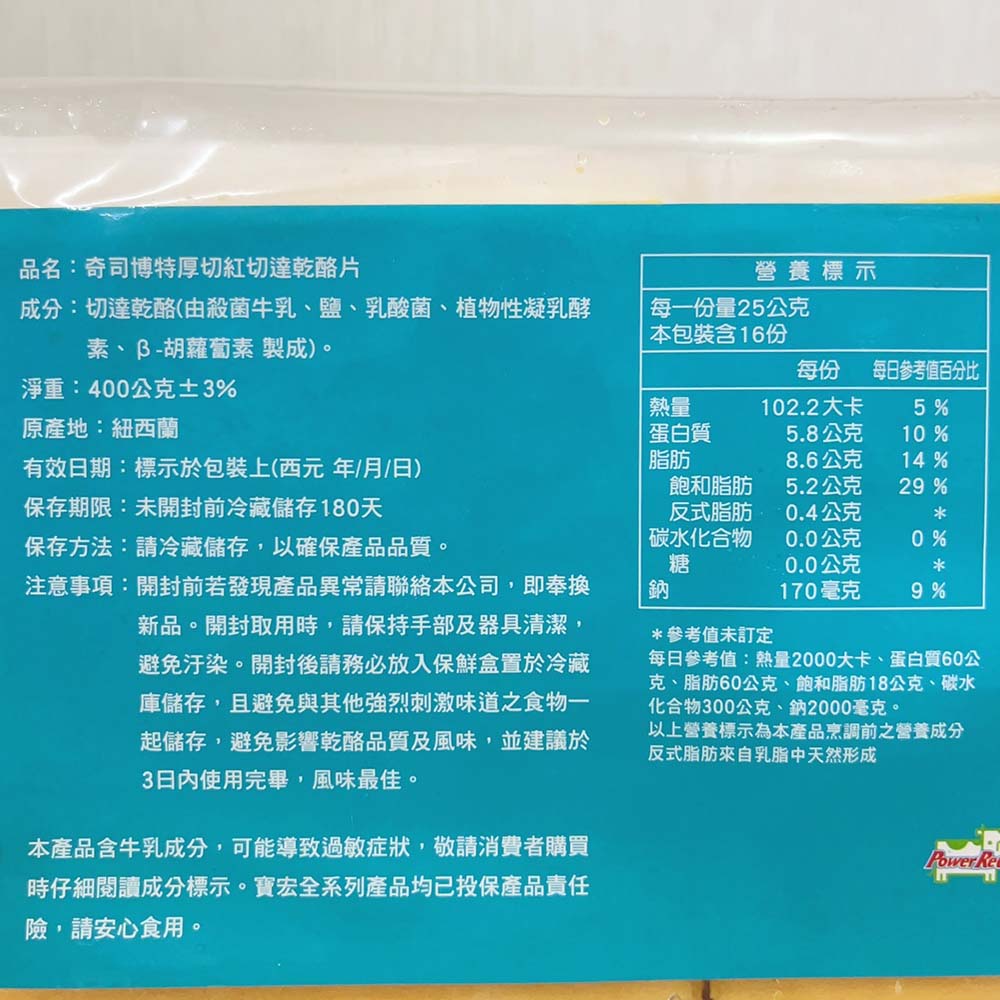 品名：奇司博特厚切紅切達乾酪片
成分：切達乾酪(由殺菌牛乳、鹽、乳酸菌、植物性凝乳酵
素、β-胡蘿蔔素 製成)。
淨重：400公克±3%
原產地：紐西蘭
有效日期：標示於包裝上(西元 年/月/日)
保存期限：未開封前冷藏儲存180天
保存方法：請冷藏儲存，以確保產品品質。
注意事項：開封前若發現產品異常請聯絡本公司，即奉換
新品。開封取用時，請保持手部及器具清潔，
避免汙染。開封後請務必放入保鮮盒置於冷藏
庫儲存，且避免與其他強烈刺激味道之食物一
起儲存，避免影響乾酪品質及風味，並建議於
3日內使用完畢，風味最佳。
本產品含牛乳成分，可能導致過敏症狀，敬請消費者購買
時仔細閱讀成分標示。寶宏全系列產品均已投保產品責任
險，請安心食用。
營養標示
每一份量25公克
本包裝含16份
每份 每日參考值百分比
熱量 102.2大卡 5 %
蛋白質 5.8公克 10 %
脂肪 8.6公克 14 %
飽和脂肪 5.2公克 29 %
反式脂肪 0.4公克 *
碳水化合物 0.0公克 0 %
糖 0.0公克 *
鈉 170毫克 9 %
*參考值未訂定
每日參考值：熱量2000大卡、蛋白質60公
克、脂肪60公克、飽和脂肪18公克、碳水
化合物300公克、鈉2000毫克。
以上營養標示為本產品烹調前之營養成分
反式脂肪來自乳脂中天然形成